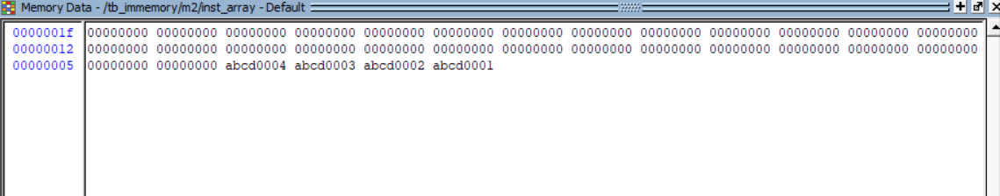 Memory Data - /tb_immemory/m2/inst_array - Default
0000001f 00000000 00000000 00000000 00000000 00000000 00000000 00000000 00000000 00000000 00000000 00000000 00000000 00000000
00000012 00000000 00000000 00000000 00000000 00000000 00000000 00000000 00000000 00000000 00000000 00000000 00000000 00000000
00000005 00000000 00000000 abcd0004 abcd0003 abcd0002 abcd0001